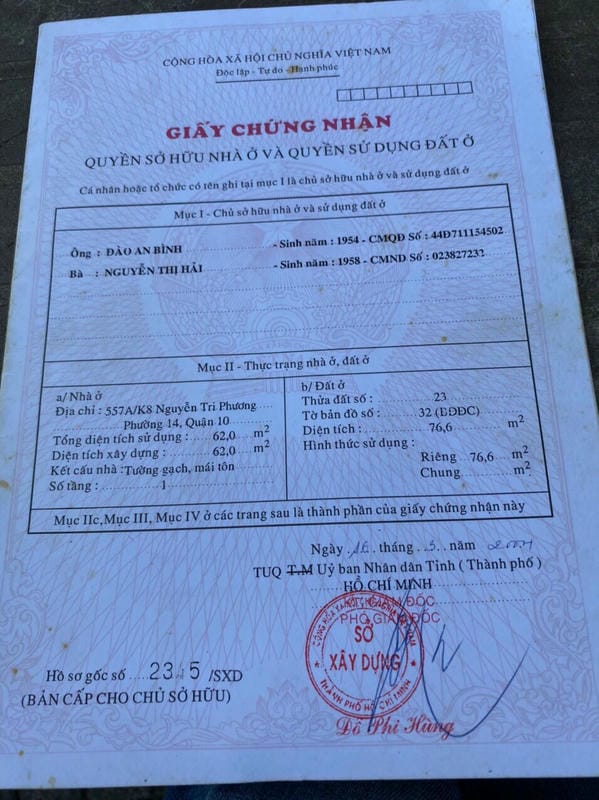 CỘNG HÒA XÃ HỘI CHỦ NGHĨA VIỆT NAM
Độc lập - Tự do - Hạnh phúc
GIẤY CHỨNG NHẬN
QUYỀN SỞ HỮU NHÀ Ở VÀ QUYỀN SỬ DỤNG ĐẤT Ở
Cá nhân hoặc tổ chức có tên ghi tại mục I là chủ sở hữu nhà ở và sử dụng đất ở
Mục I - Chủ sở hữu nhà ở và sử dụng đất ở
Ông : ĐÀO AN BÌNH - Sinh năm : 1954 - CMQĐ Số : 44Đ711154502
Bà : NGUYỄN THỊ HẢI - Sinh năm : 1958 - CMND Số : 023827232
Mục II - Thực trạng nhà ở, đất ở
a/ Nhà ở
Địa chỉ : 557A/K8 Nguyễn Tri Phương
Phường 14, Quận 10
Tổng diện tích sử dụng : 62,0 m2
Diện tích xây dựng : 62,0 m2
Kết cấu nhà : Tường gạch, mái tôn
Số tầng : 1
b/ Đất ở
Thửa đất số : 23
Tờ bản đồ số : 32 (BĐĐC)
Diện tích : 76,6 m2
Hình thức sử dụng :
Riêng 76,6 m2
Chung m2
Mục IIc, Mục III, Mục IV ở các trang sau là thành phần của giấy chứng nhận này
Ngày tháng năm
TUQ T.M Uỷ ban Nhân dân Tỉnh ( Thành phố )
HỒ CHÍ MINH
KT. GIÁM ĐỐC
PHÓ GIÁM ĐỐC
SỞ
XÂY DỰNG
THÀNH PHỐ HỒ CHÍ MINH
Hồ sơ gốc số 23 5 /SXD
(BẢN CẤP CHO CHỦ SỞ HỮU)
Đỗ Phi Hùng